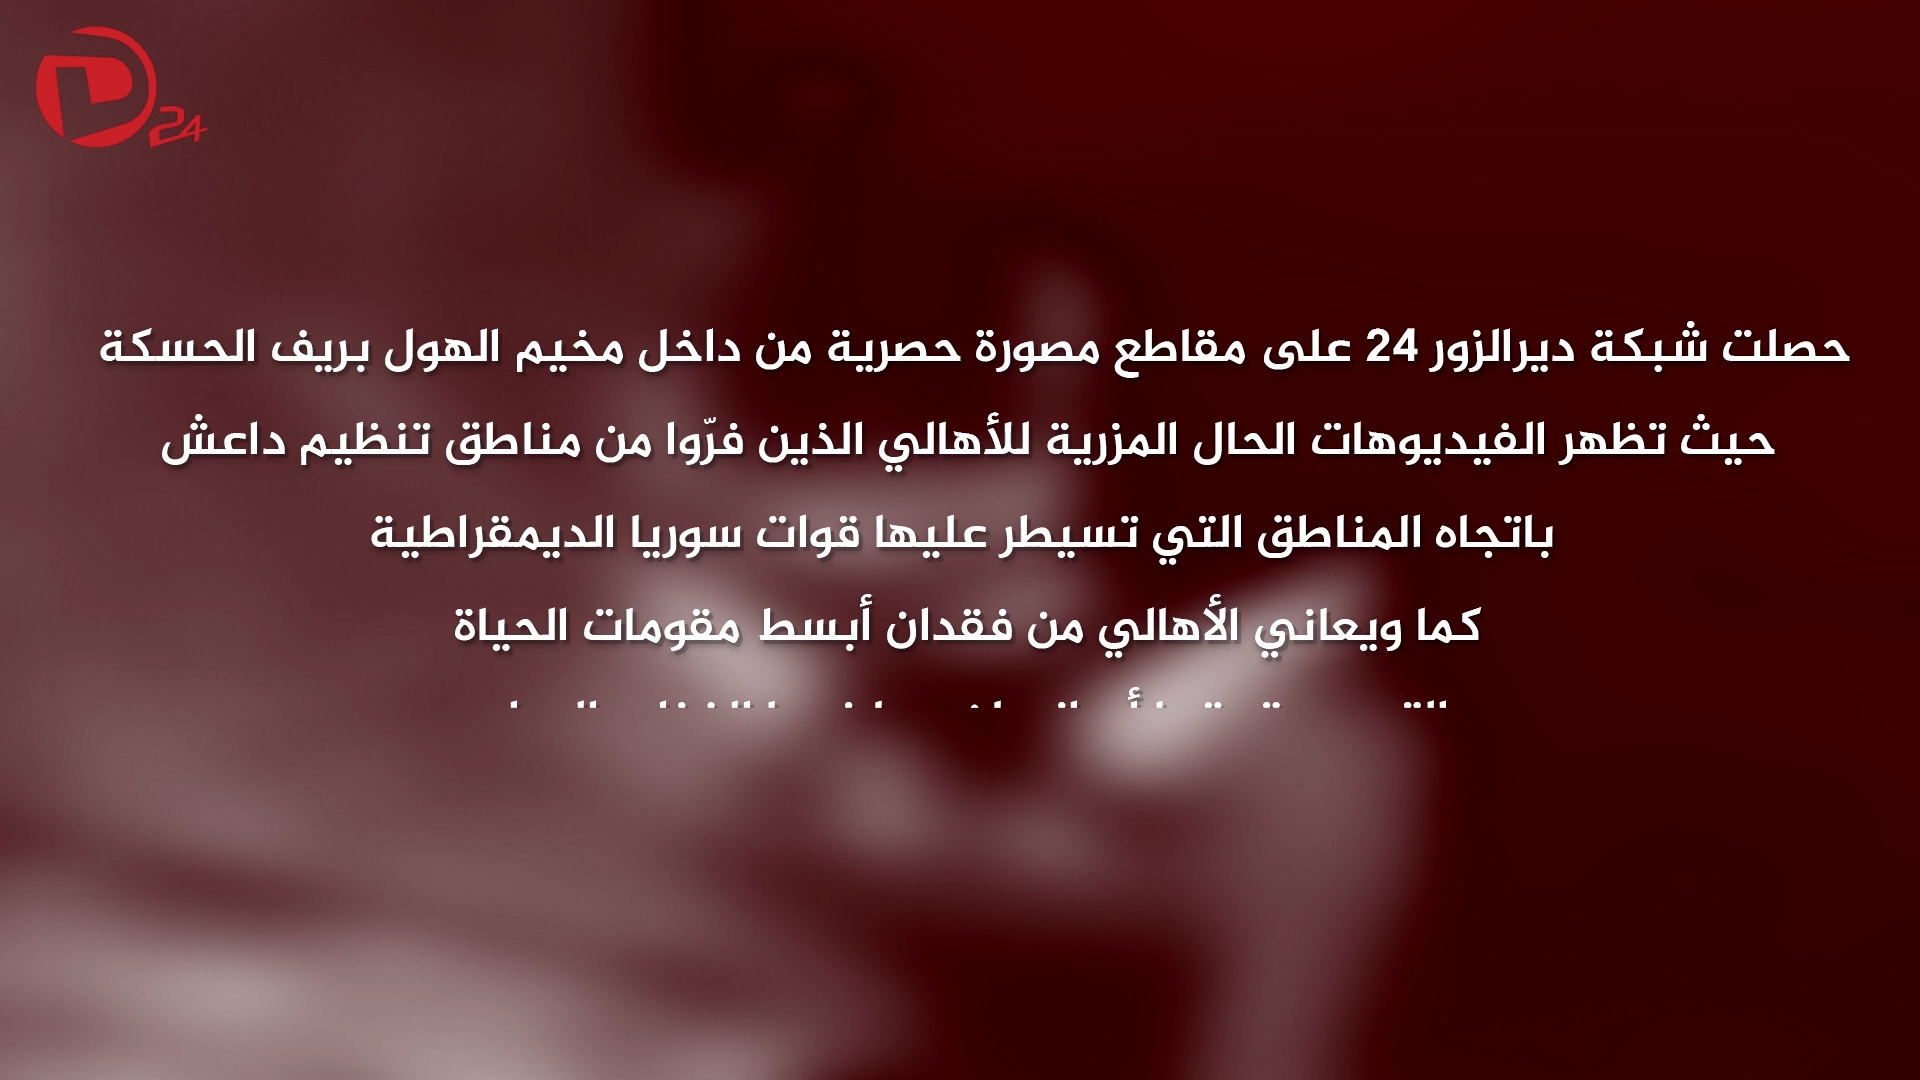 24
حصلت شبكة ديرالزور 24 على مقاطع مصورة حصرية من داخل مخيم الهول بريف الحسكة
حيث تظهر الفيديوهات الحال المزرية للأهالي الذين فرّوا من مناطق تنظيم داعش
باتجاه المناطق التي تسيطر عليها قوات سوريا الديمقراطية
كما ويعاني الأهالي من فقدان أبسط مقومات الحياة